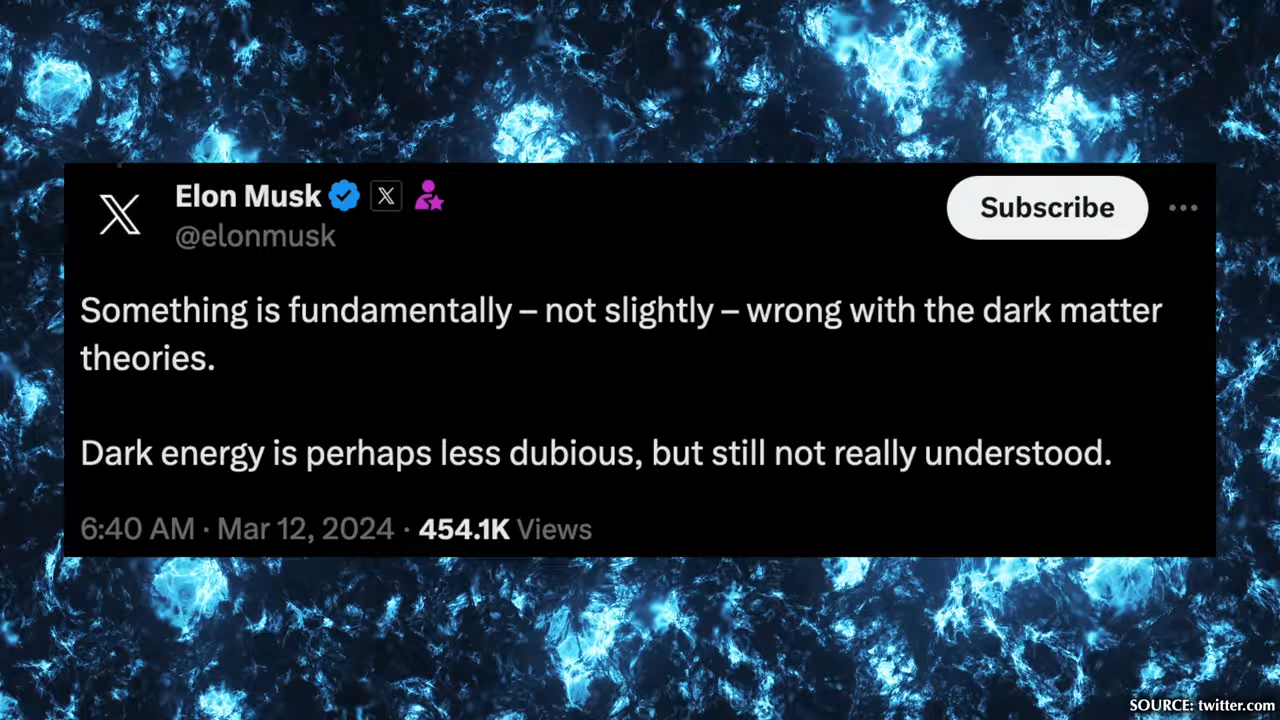 Elon Musk
@elonmusk
Subscribe
Something is fundamentally – not slightly – wrong with the dark matter
theories.
Dark energy is perhaps less dubious, but still not really understood.
6:40 AM · Mar 12, 2024 · 454.1K Views
SOURCE: twitter.com